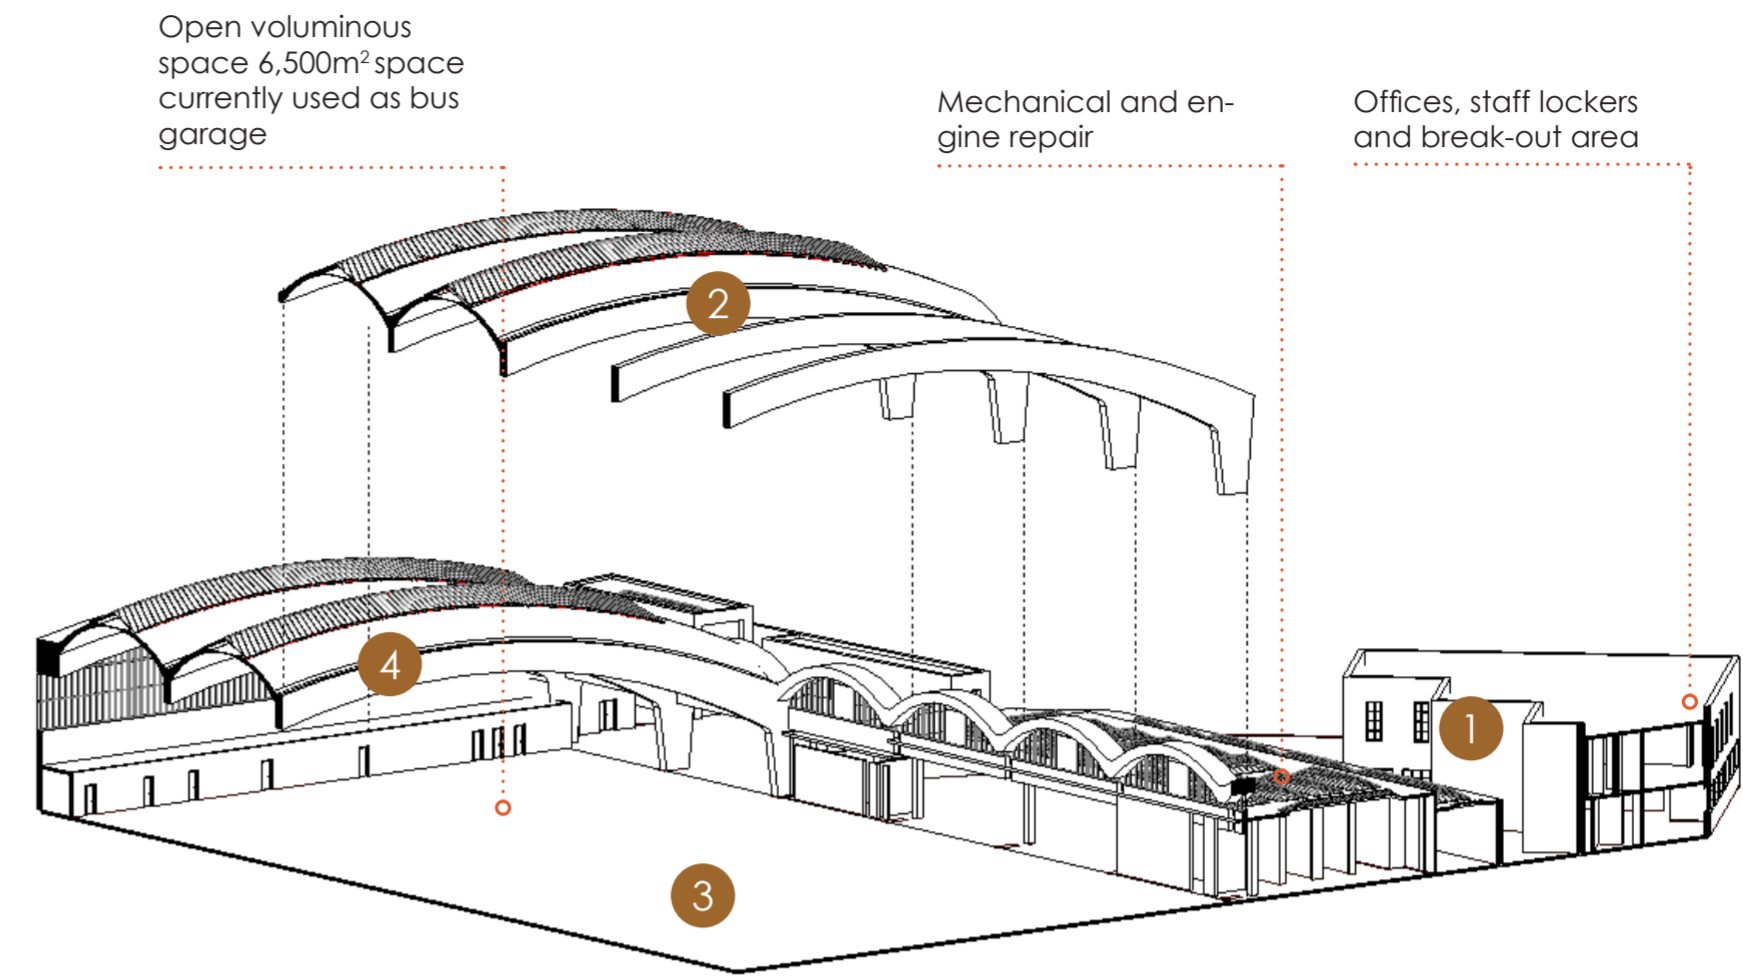 Open voluminous
space 6,500m² space
currently used as bus
garage
Mechanical and en-
gine repair
Offices, staff lockers
and break-out area
2
4
1
3